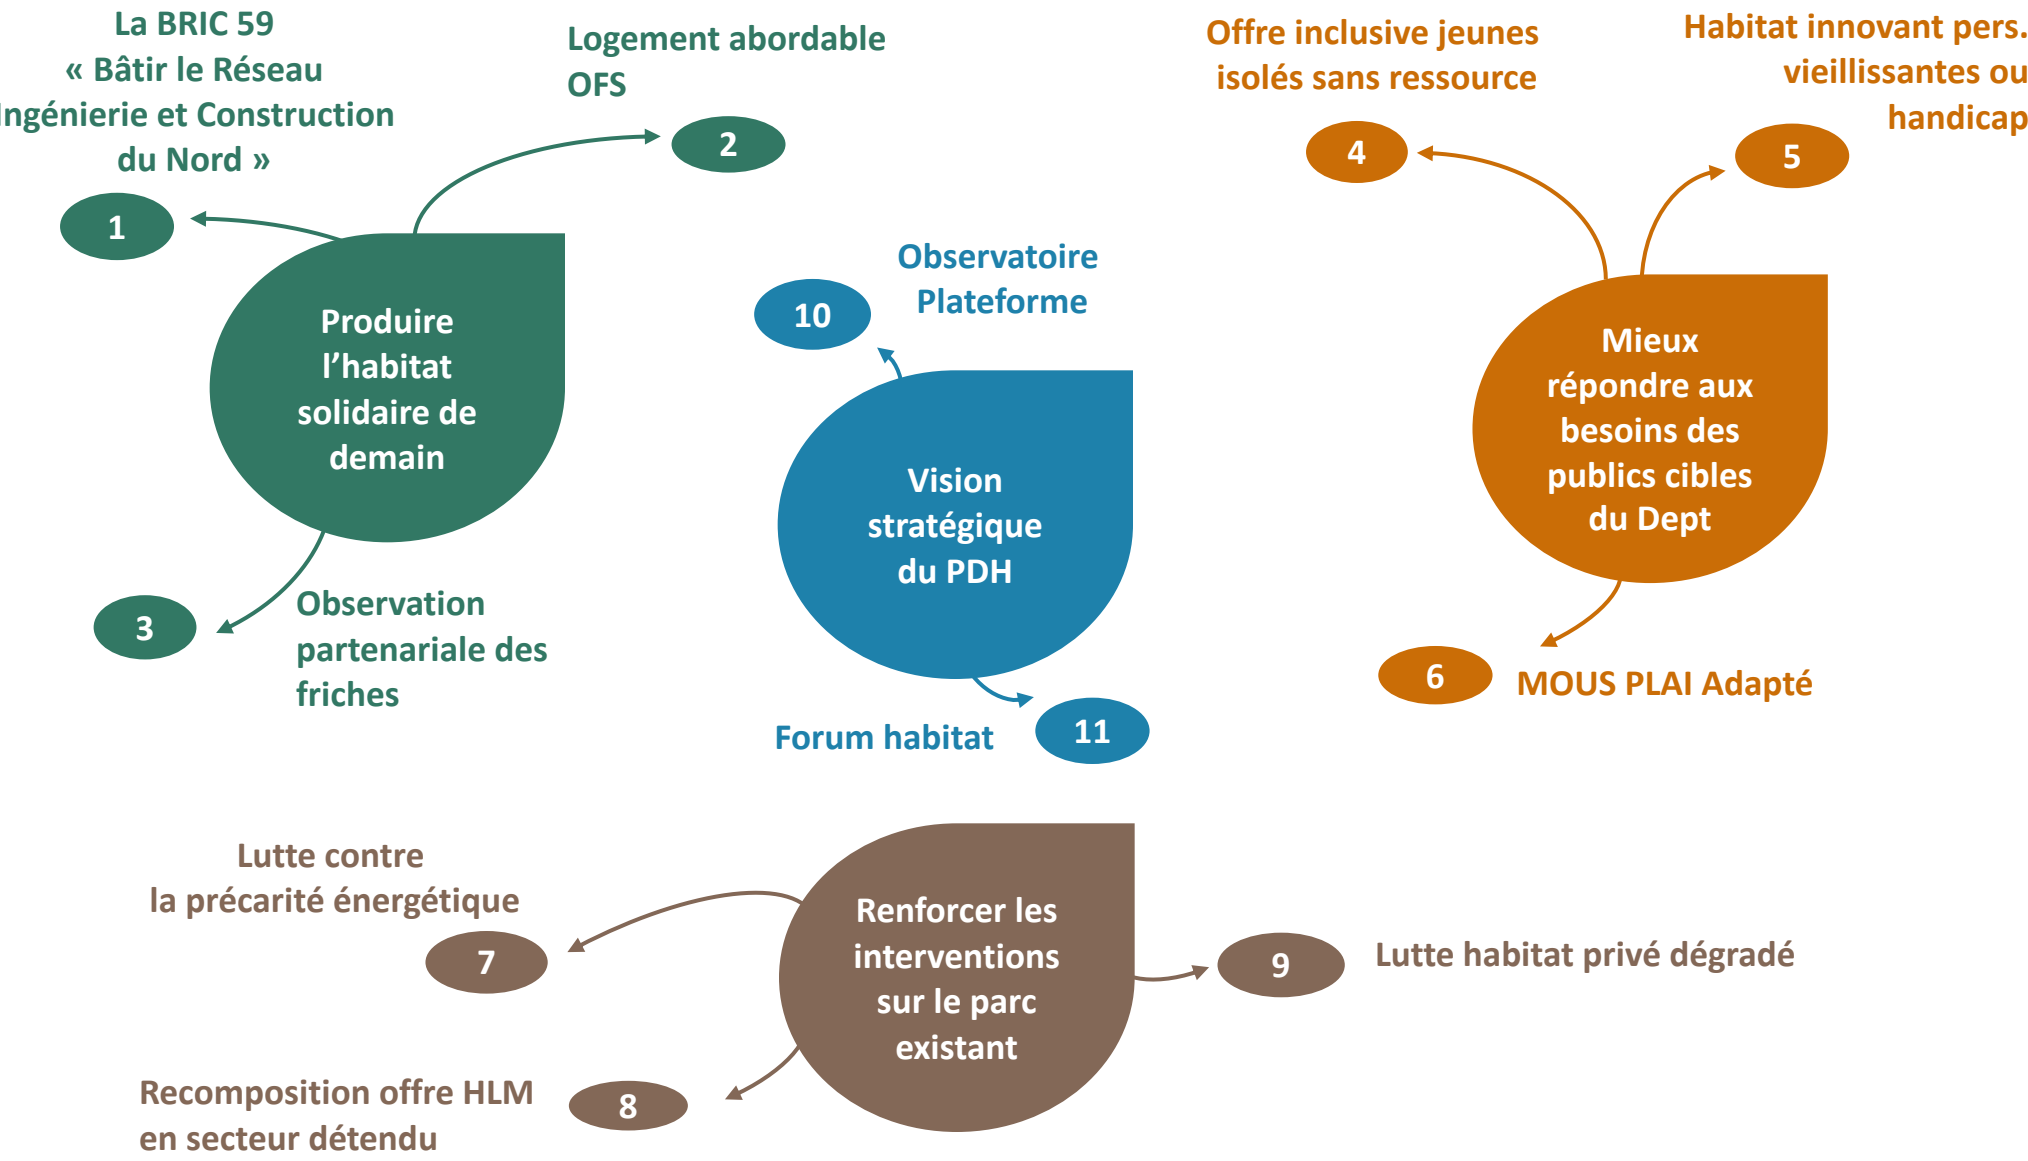 La BRIC 59
« Bâtir le Réseau
Ingénierie et Construction
du Nord »
1
Logement abordable
OFS
2
Produire
l’habitat
solidaire de
demain
3
Observation
partenariale des
friches
Observatoire
Plateforme
10
Vision
stratégique
du PDH
Forum habitat
11
Offre inclusive jeunes
isolés sans ressource
4
Habitat innovant pers.
vieillissantes ou
handicap
5
Mieux
répondre aux
besoins des
publics cibles
du Dept
6
MOUS PLAI Adapté
Lutte contre
la précarité énergétique
7
Renforcer les
interventions
sur le parc
existant
9
Lutte habitat privé dégradé
Recomposition offre HLM
en secteur détendu
8